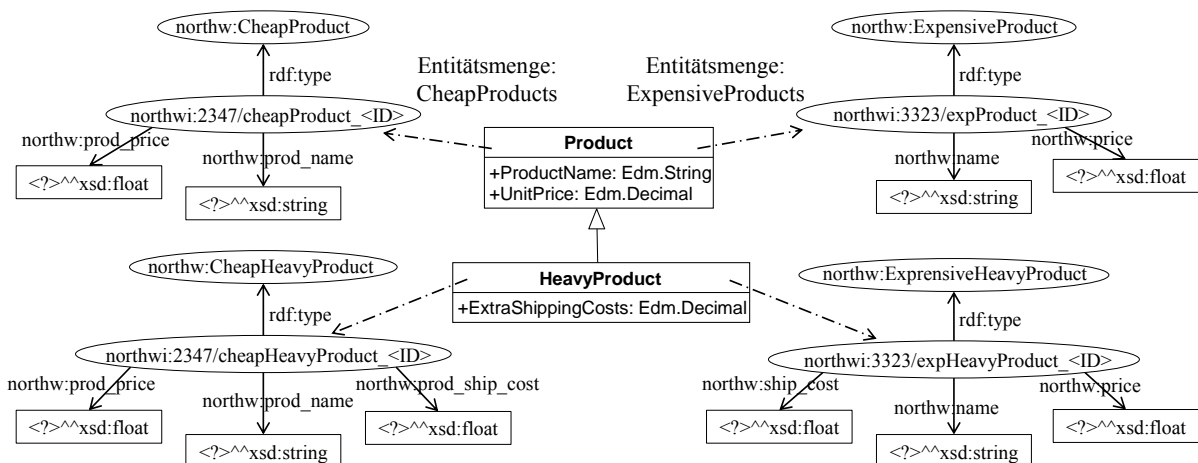 northw:CheapProduct
northw:ExpensiveProduct
rdf:type
Entitätsmenge:
CheapProducts
Entitätsmenge:
ExpensiveProducts
rdf:type
northwi:2347/cheapProduct_<ID>
northwi:3323/expProduct_<ID>
northw:prod_price
northw:prod_name
Product
+ProductName: Edm.String
+UnitPrice: Edm.Decimal
northw:name
northw:price
<?>^^xsd:float
<?>^^xsd:string
<?>^^xsd:string
<?>^^xsd:float
northw:CheapHeavyProduct
HeavyProduct
+ExtraShippingCosts: Edm.Decimal
northw:ExprensiveHeavyProduct
rdf:type
rdf:type
northwi:2347/cheapHeavyProduct_<ID>
northwi:3323/expHeavyProduct_<ID>
northw:prod_price
northw:prod_name
northw:prod_ship_cost
northw:ship_cost
northw:name
northw:price
<?>^^xsd:float
<?>^^xsd:string
<?>^^xsd:float
<?>^^xsd:float
<?>^^xsd:string
<?>^^xsd:float